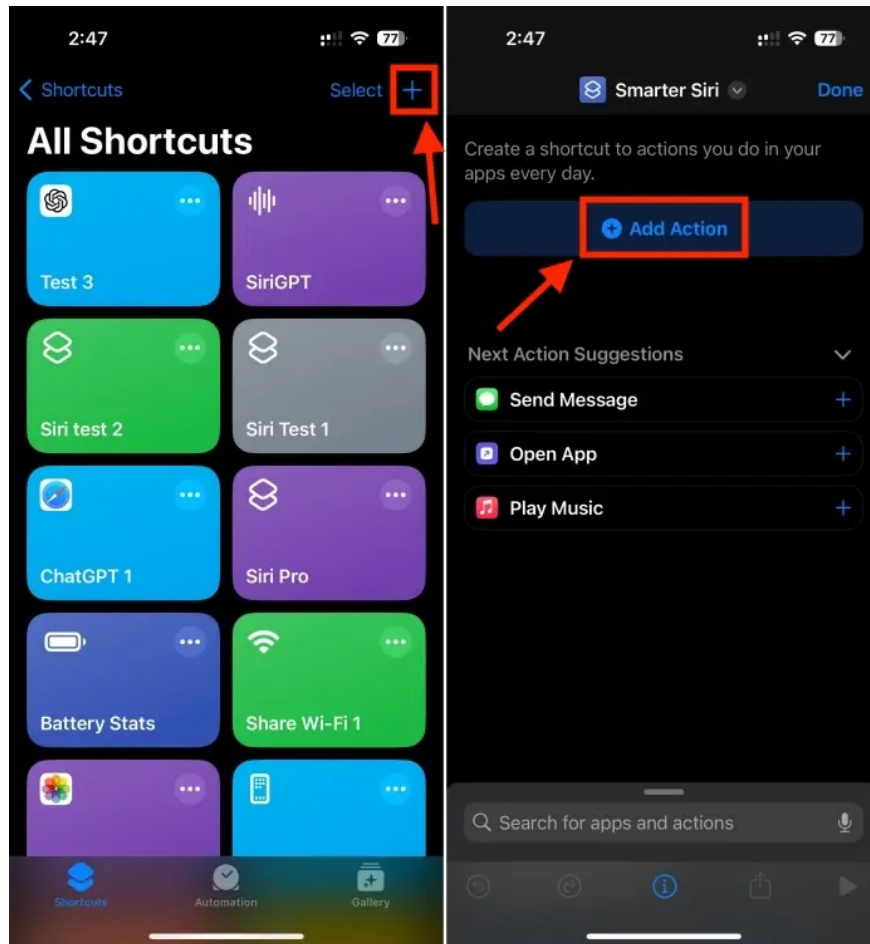 2:47
77
Shortcuts
Select
All Shortcuts
Test 3
SiriGPT
Siri test 2
Siri Test 1
ChatGPT 1
Siri Pro
Battery Stats
Share Wi-Fi 1
Shortcuts
Automation
Gallery
2:47
77
Smarter Siri
Done
Create a shortcut to actions you do in your
apps every day.
Add Action
Next Action Suggestions
Send Message
Open App
Play Music
Search for apps and actions